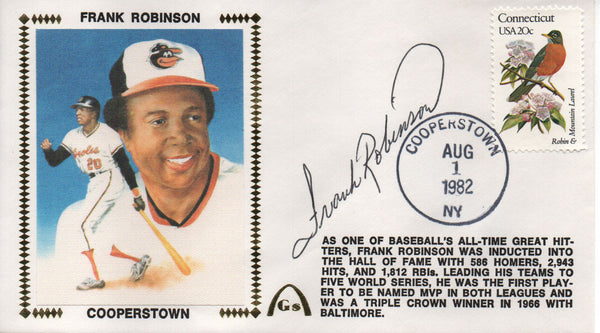 FRANK ROBINSON
Orioles
20
COOPERSTOWN
Connecticut
USA 20c
Robin &
Mountain Laurel
Frank Robinson
COOPERSTOWN
AUG
1
1982
NY
AS ONE OF BASEBALL'S ALL-TIME GREAT HIT-
TERS, FRANK ROBINSON WAS INDUCTED INTO
THE HALL OF FAME WITH 586 HOMERS, 2,943
HITS, AND 1,812 RBIs. LEADING HIS TEAMS TO
FIVE WORLD SERIES, HE WAS THE FIRST PLAY-
ER TO BE NAMED MVP IN BOTH LEAGUES AND
WAS A TRIPLE CROWN WINNER IN 1966 WITH
BALTIMORE.
Gs